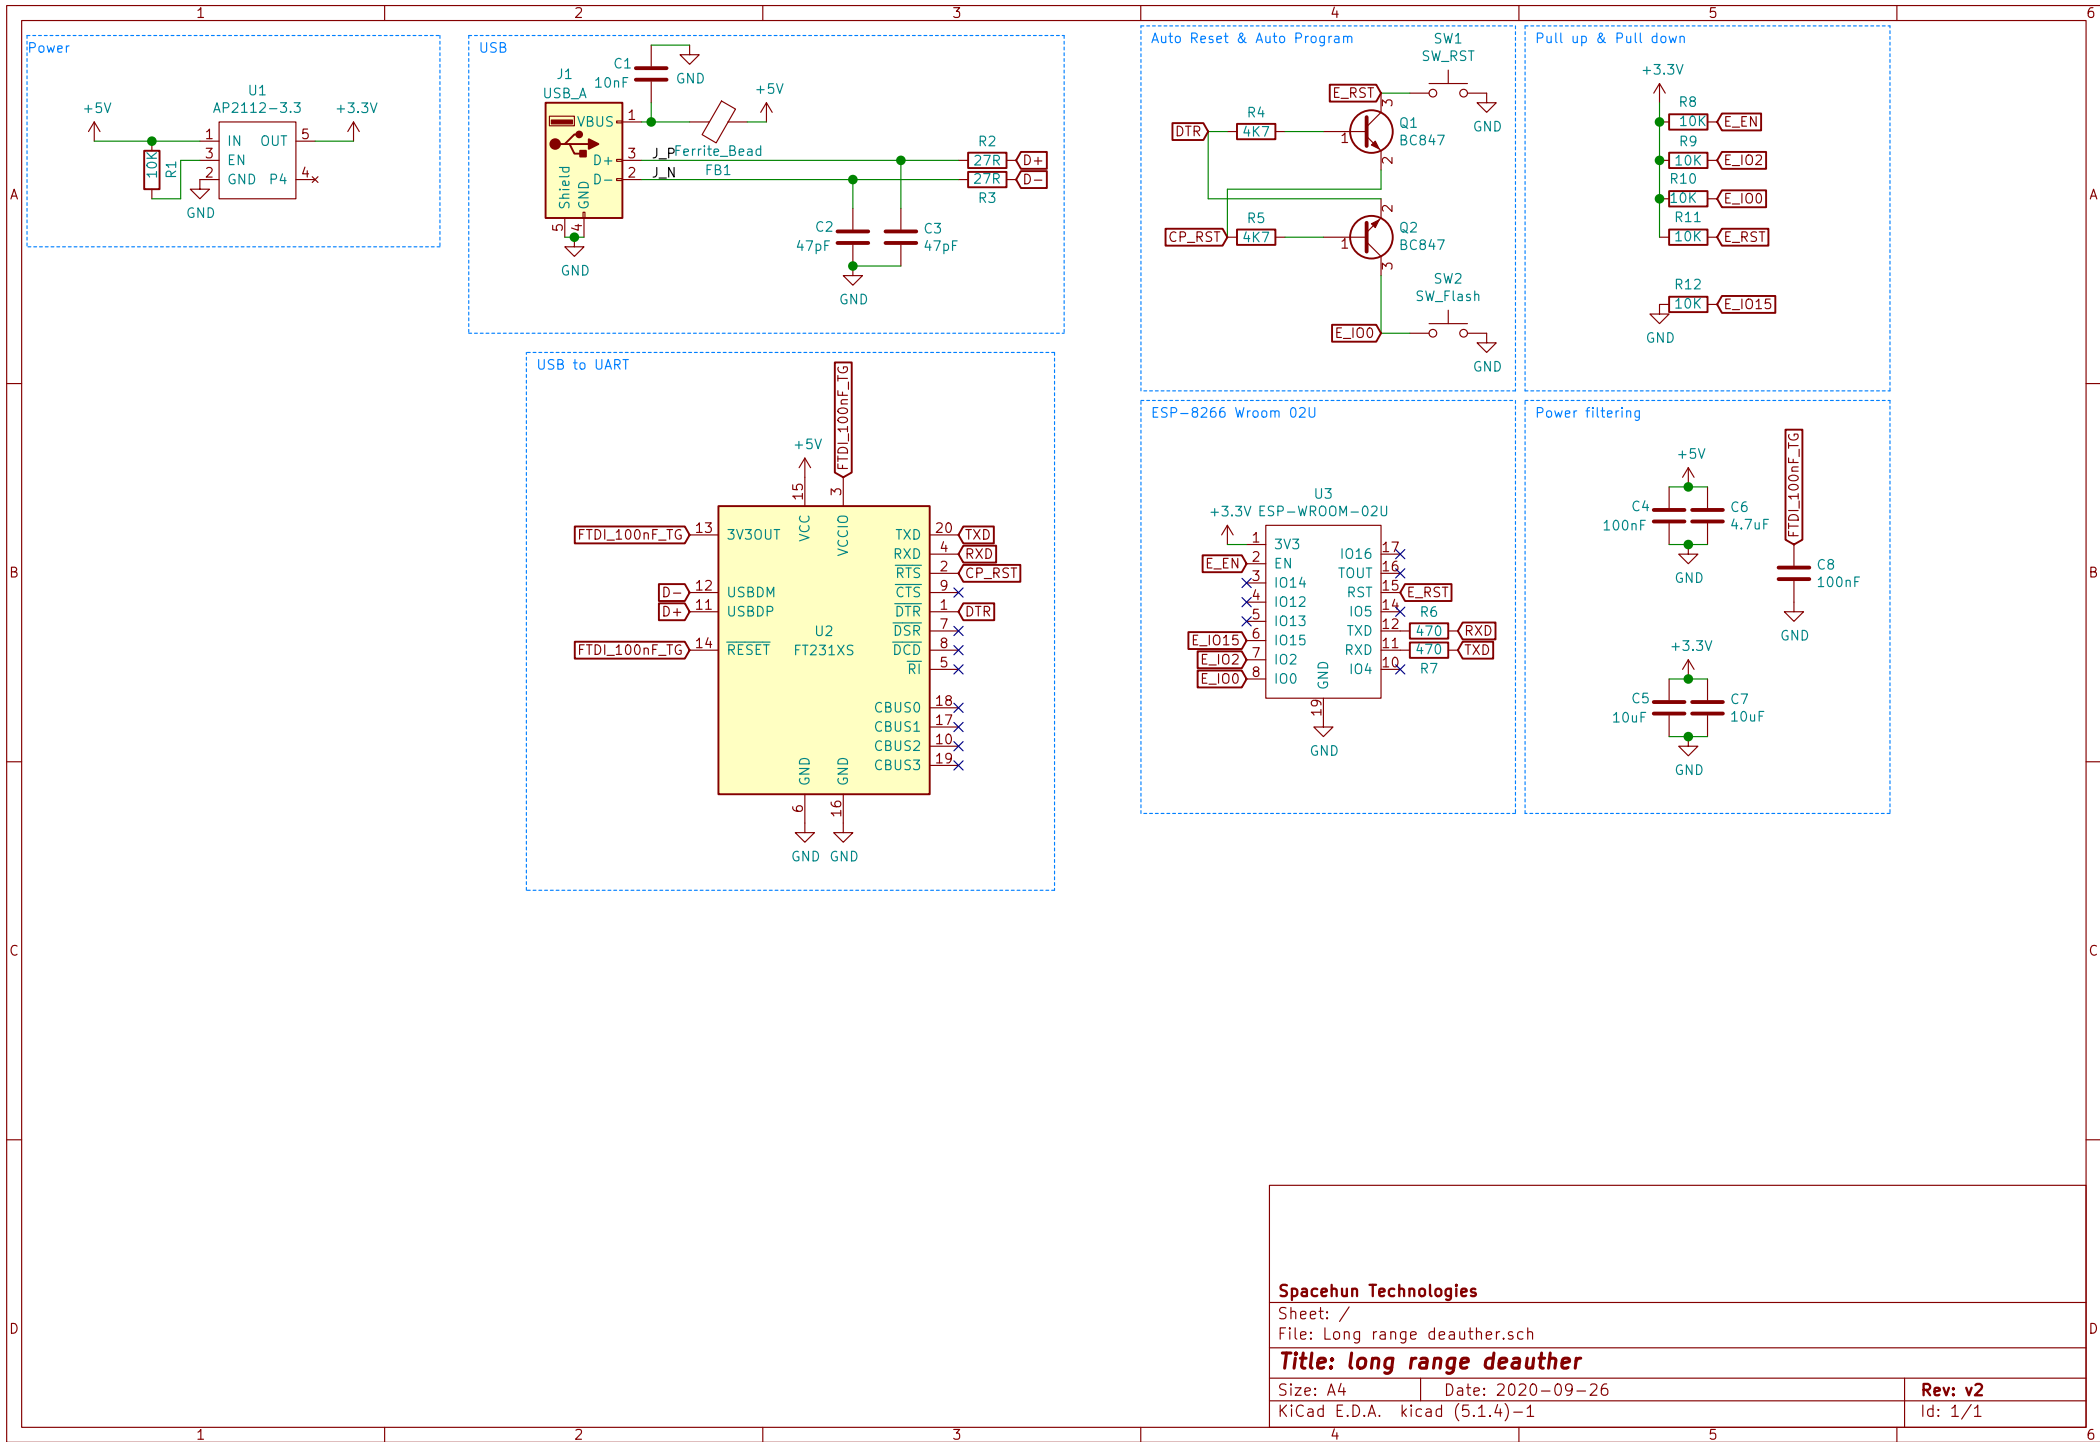 1 2 3 4 5 6
A
B
C
D
Power
+5V
U1
AP2112-3.3
+3.3V
1 IN OUT 5
3 EN
2 GND P4 4
10K
R1
GND
USB
C1
10nF
GND
J1
USB_A
+5V
VBUS 1
D+ 3
D- 2
J_P
J_N
Ferrite_Bead
FB1
Shield
GND
5 4
GND
R2
27R D+
27R D-
R3
C2
47pF
C3
47pF
GND
USB to UART
+5V
FTDI_100nF_TG
15 3
VCC VCCIO
FTDI_100nF_TG 13 3V3OUT
D- 12 USBDM
D+ 11 USBDP
FTDI_100nF_TG 14 RESET
U2
FT231XS
TXD 20 TXD
RXD 4 RXD
RTS 2 CP_RST
CTS 9
DTR 1 DTR
DSR 7
DCD 8
RI 5
CBUS0 18
CBUS1 17
CBUS2 10
CBUS3 19
GND GND
6 16
GND GND
Auto Reset & Auto Program
SW1
SW_RST
E_RST
GND
DTR
R4
4K7
1 3 2
Q1
BC847
CP_RST
R5
4K7
1 2 3
Q2
BC847
SW2
SW_Flash
E_IO0
GND
Pull up & Pull down
+3.3V
R8
10K E_EN
R9
10K E_IO2
R10
10K E_IO0
R11
10K E_RST
R12
10K E_IO15
GND
ESP-8266 Wroom 02U
U3
+3.3V ESP-WROOM-02U
1 3V3
E_EN 2 EN
3 IO14
4 IO12
5 IO13
E_IO15 6 IO15
E_IO2 7 IO2
E_IO0 8 IO0
IO16 17
TOUT 16
RST 15 E_RST
IO5 14
R6
TXD 12 470 RXD
RXD 11 470 TXD
IO4 10
R7
GND
19
GND
Power filtering
+5V
C4
100nF
C6
4.7uF
GND
FTDI_100nF_TG
C8
100nF
GND
+3.3V
C5
10uF
C7
10uF
GND
Spacehun Technologies
Sheet: /
File: Long range deauther.sch
Title: long range deauther
Size: A4 Date: 2020-09-26 Rev: v2
KiCad E.D.A. kicad (5.1.4)-1 Id: 1/1
A
B
C
D
1 2 3 4 5 6